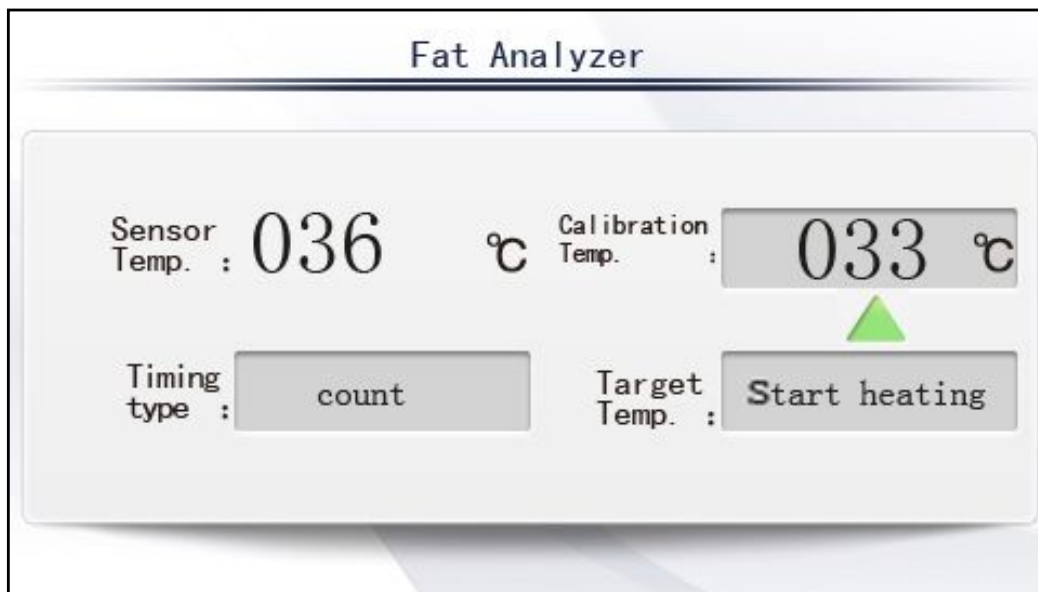 Fat Analyzer
Sensor Temp. : 036 ℃
Calibration Temp. : 033 ℃
Timing type : count
Target Temp. : Start heating